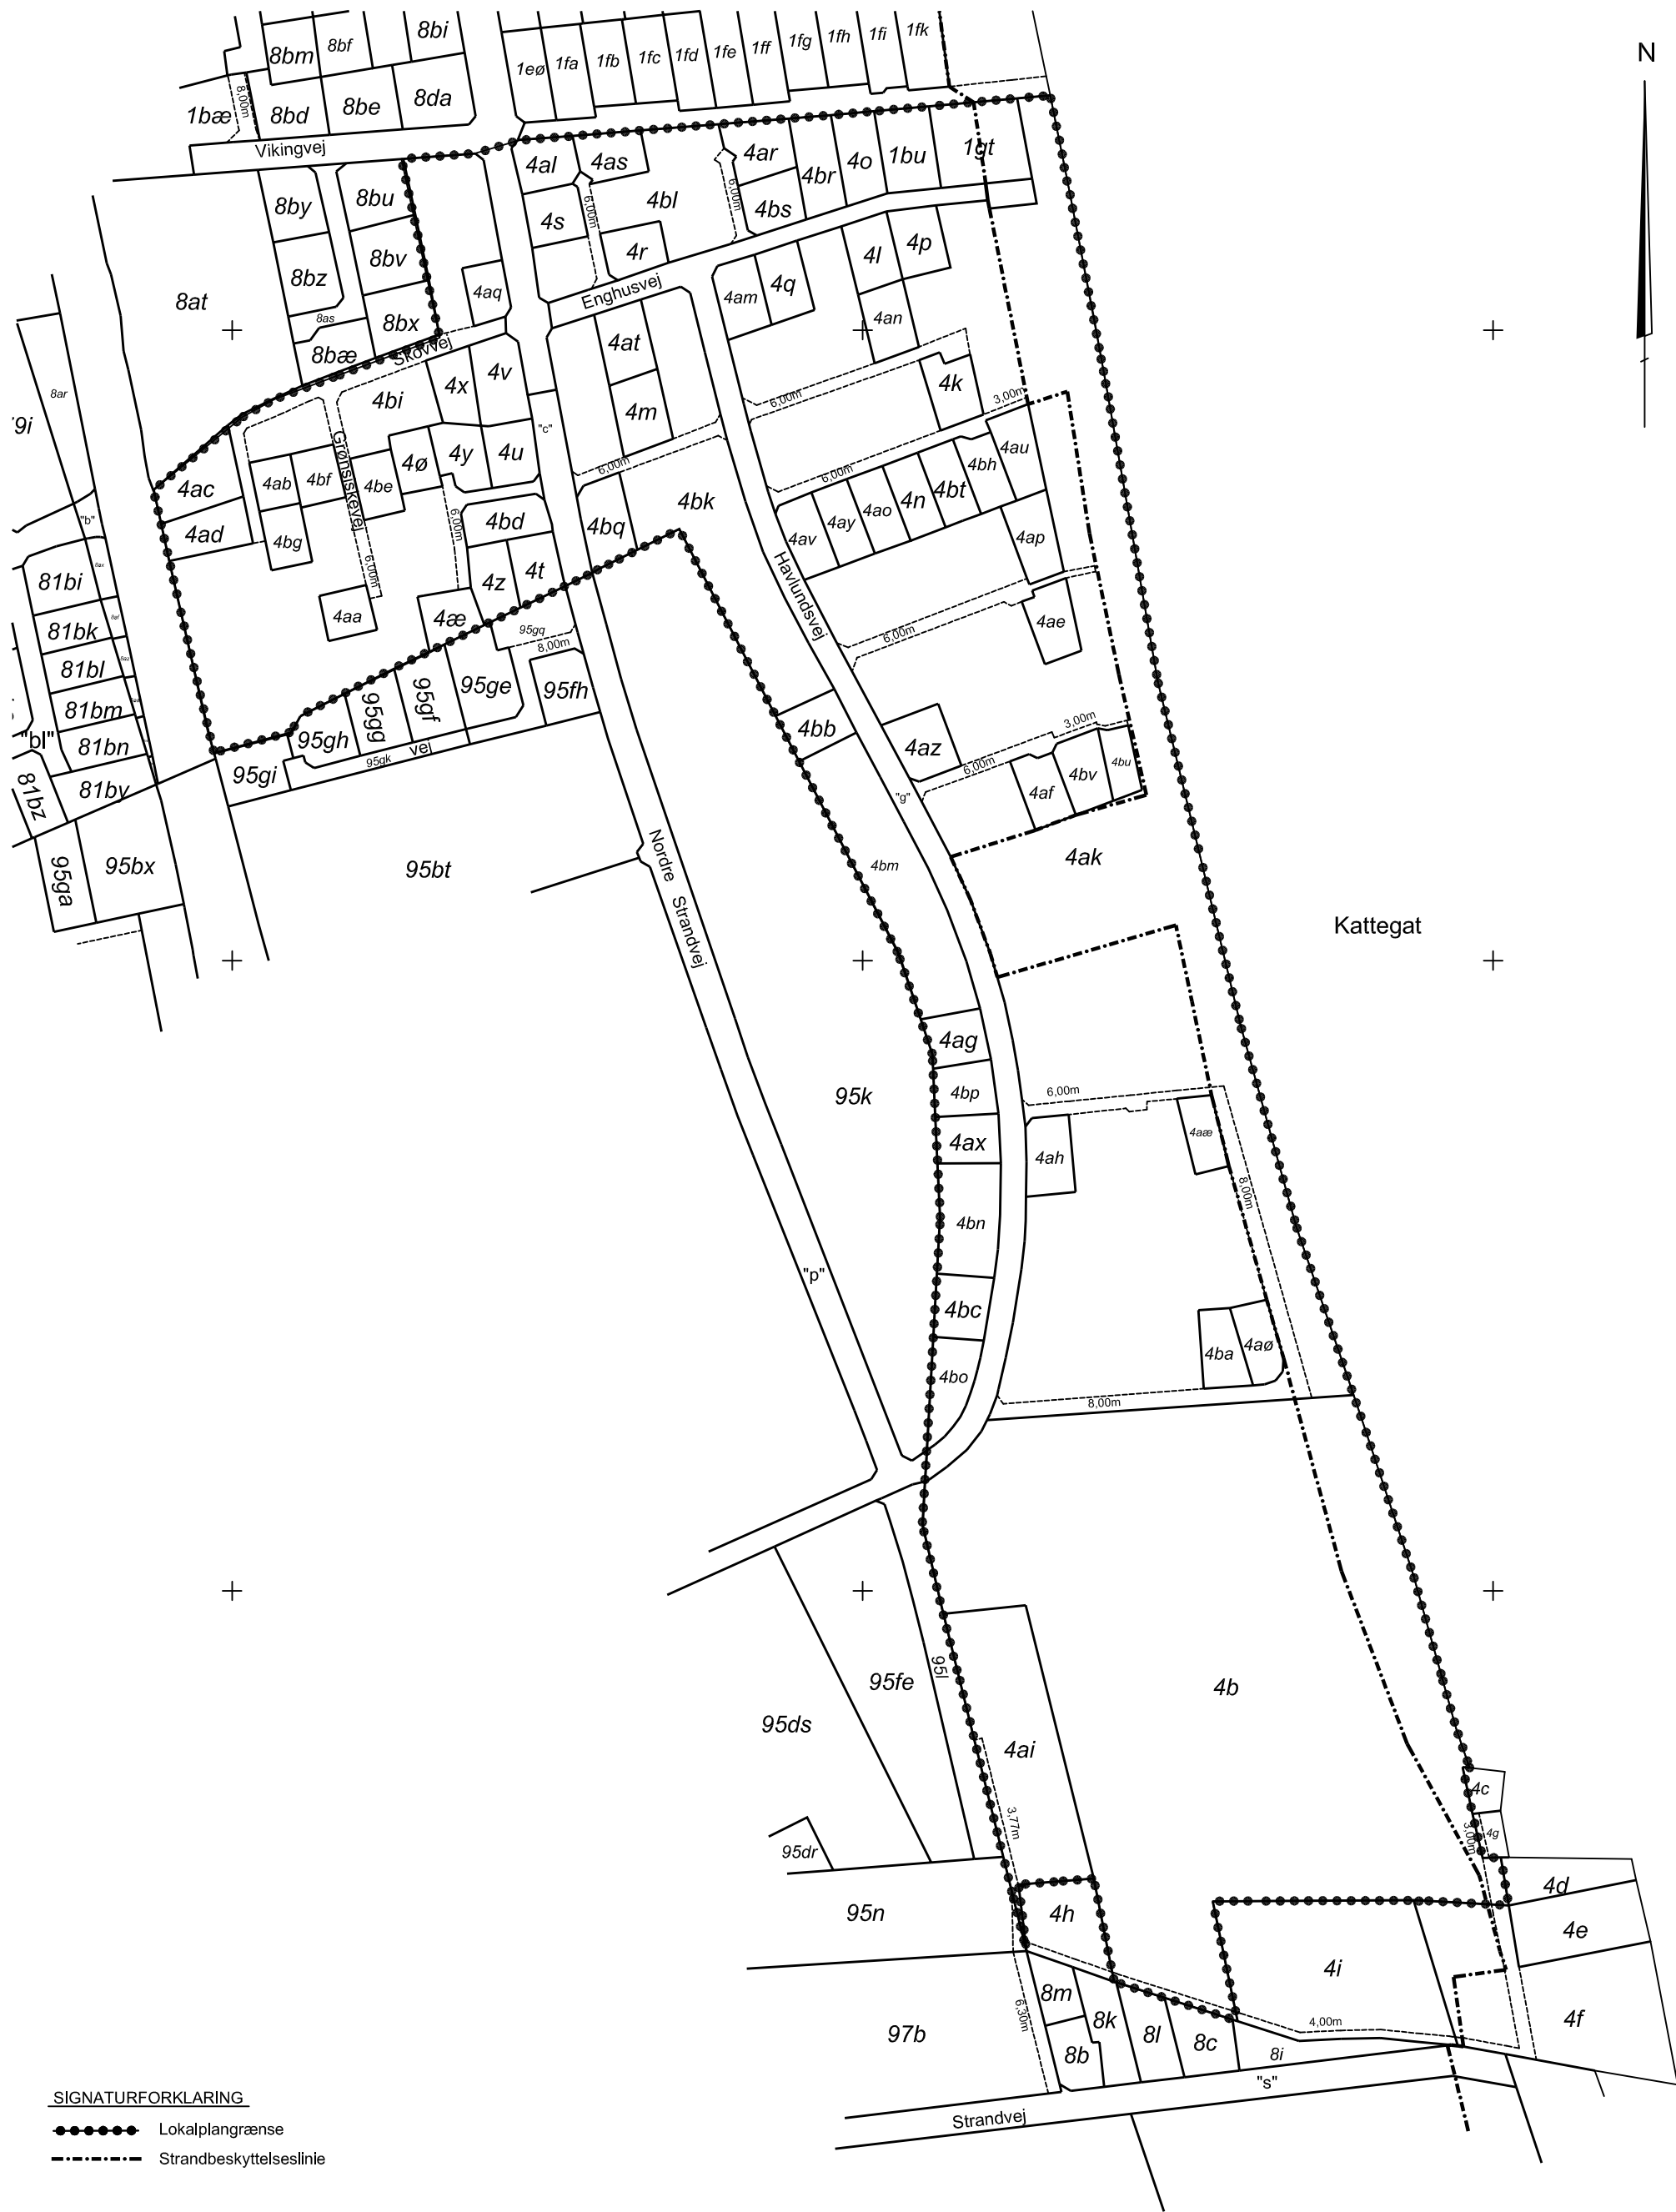 8bm
8bf
8bi
1eø
1fa
1fb
1fc
1fd
1fe
1ff
1fg
1fh
1fi
1fk
N
1bæ
8,00m
8bd
8be
8da
Vikingvej
4al
4as
4ar
4br
4o
1bu
1gt
8by
8bu
4s
6,00m
4bl
6,00m
4bs
8bz
8bv
4r
4l
4p
8at
8as
8bx
4aq
Enghusvej
4am
4q
4an
8bæ
Skovvej
4at
8ar
79i
4bi
4x
4v
4m
6,00m
4k
3,00m
"c"
Grønsiskevej
4ø
4y
4u
6,00m
6,00m
4au
4ac
4ab
4bf
4be
4bh
4bt
4n
4ao
4ay
4av
"b"
4ad
4bg
6,00m
4bd
4bq
4bk
4ap
81bi
6,00m
4z
4t
Havlundsvej
81bk
4aa
4æ
95gq
8,00m
6,00m
4ae
81bl
81bm
95gg
95gf
95ge
95fh
4bb
4az
3,00m
"bl"
81bn
95gh
vej
95gk
6,00m
4af
4bv
4bu
81bz
81by
95gi
"g"
95ga
95bx
95bt
Nordre Strandvej
4bm
4ak
Kattegat
4ag
95k
4bp
6,00m
4ax
4ah
4aæ
8,00m
4bn
"p"
4bc
4ba
4aø
4bo
8,00m
95l
95fe
4b
95ds
4ai
3,77m
4c
3,00m
4g
95dr
4d
95n
4h
4e
4i
6,30m
8m
8k
8l
8c
4,00m
4f
97b
8b
8i
"s"
Strandvej
SIGNATURFORKLARING
Lokalplangrænse
Strandbeskyttelseslinie